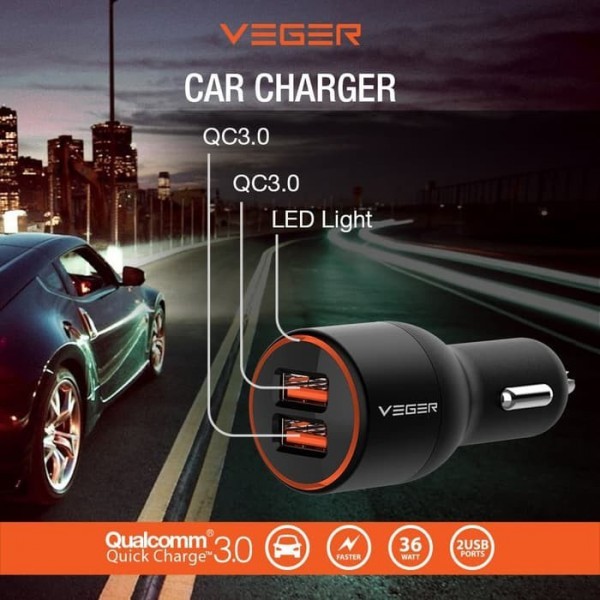 VEGER
CAR CHARGER
QC3.0
QC3.0
LED Light
VEGER
Qualcomm® 3.0
Quick Charge™
FASTER
36
WATT
2USB
PORTS